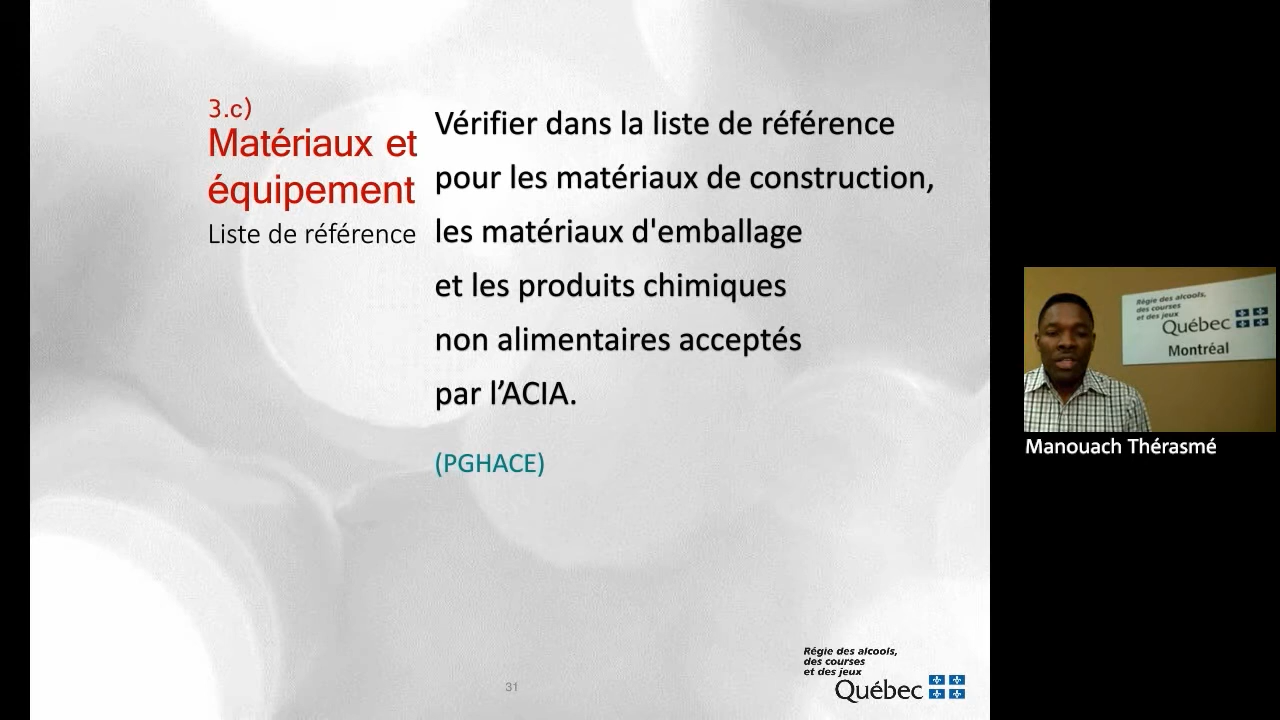 3.c)
Matériaux et
équipement
Liste de référence
Vérifier dans la liste de référence
pour les matériaux de construction,
les matériaux d'emballage
et les produits chimiques
non alimentaires acceptés
par l’ACIA.
(PGHACE)
Régie des alcools,
des courses
et des jeux
Québec
Montréal
Manouach Thérasmé
31
Régie des alcools,
des courses
et des jeux
Québec